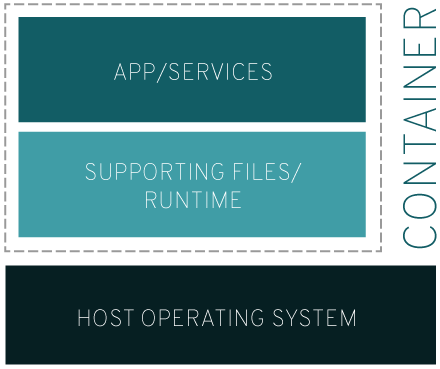 APP/SERVICES
SUPPORTING FILES/
RUNTIME
CONTAINER
HOST OPERATING SYSTEM